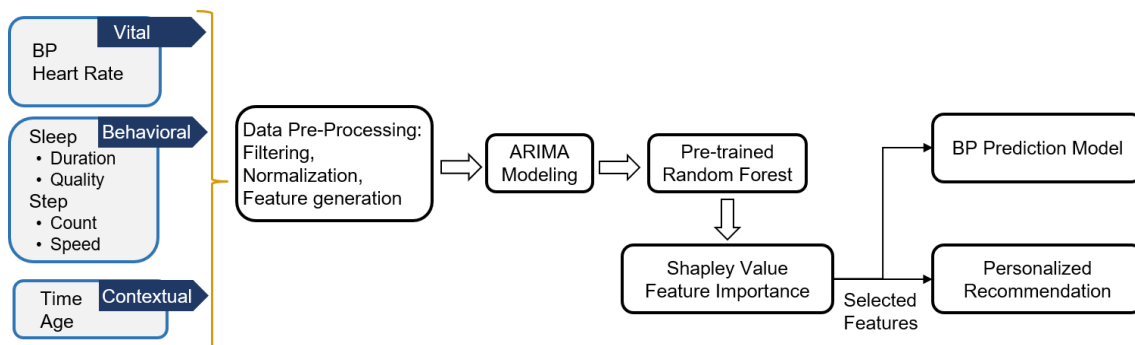 Vital
BP
Heart Rate
Behavioral
Sleep
• Duration
• Quality
Step
• Count
• Speed
Contextual
Time
Age
Data Pre-Processing:
Filtering,
Normalization,
Feature generation
ARIMA
Modeling
Pre-trained
Random Forest
Shapley Value
Feature Importance
Selected
Features
BP Prediction Model
Personalized
Recommendation